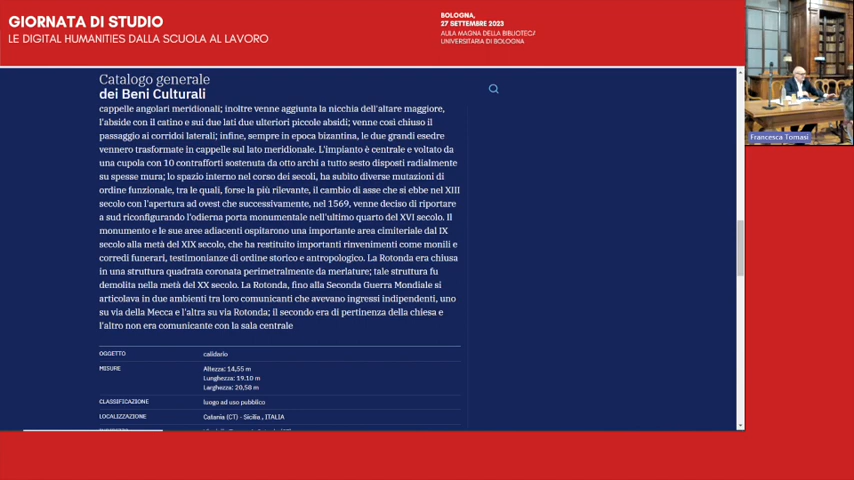 GIORNATA DI STUDIO
LE DIGITAL HUMANITIES DALLA SCUOLA AL LAVORO
BOLOGNA,
27 SETTEMBRE 2023
AULA MAGNA DELLA BIBLIOTECA
UNIVERSITARIA DI BOLOGNA
Catalogo generale
dei Beni Culturali
cappelle angolari meridionali; inoltre venne aggiunta la nicchia dell'altare maggiore,
l'abside con il catino e sui due lati due ulteriori piccole absidi; venne così chiuso il
passaggio ai corridoi laterali; infine, sempre in epoca bizantina, le due grandi esedre
vennero trasformate in cappelle sul lato meridionale. L'impianto è centrale e voltato da
una cupola con 10 contrafforti sostenuta da otto archi a tutto sesto disposti radialmente
su spesse mura; lo spazio interno nel corso dei secoli, ha subito diverse mutazioni di
ordine funzionale, tra le quali, forse la più rilevante, il cambio di asse che si ebbe nel XIII
secolo con l'apertura ad ovest che successivamente, nel 1569, venne deciso di riportare
a sud riconfigurando l'odierna porta monumentale nell'ultimo quarto del XVI secolo. Il
monumento e le sue aree adiacenti ospitarono una importante area cimiteriale dal IX
secolo alla metà del XIX secolo, che ha restituito importanti rinvenimenti come monili e
corredi funerari, testimonianze di ordine storico e antropologico. La Rotonda era chiusa
in una struttura quadrata coronata perimetralmente da merlature; tale struttura fu
demolita nella metà del XX secolo. La Rotonda, fino alla Seconda Guerra Mondiale si
articolava in due ambienti tra loro comunicanti che avevano ingressi indipendenti, uno
su via della Mecca e l'altra su via Rotonda; il secondo era di pertinenza della chiesa e
l'altro non era comunicante con la sala centrale
OGGETTO calidario
MISURE Altezza: 14,55 m
Lunghezza: 19,10 m
Larghezza: 20,58 m
CLASSIFICAZIONE luogo ad uso pubblico
LOCALIZZAZIONE Catania (CT) - Sicilia , ITALIA
Francesca Tomasi